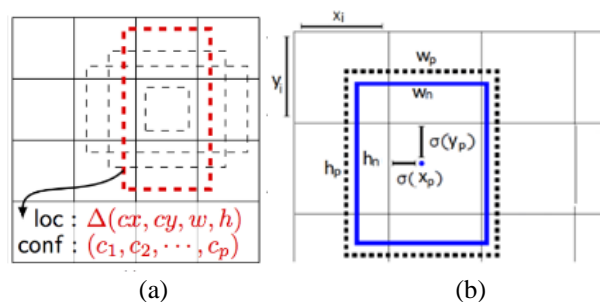 loc : Δ(cx, cy, w, h)
conf : (c₁, c₂, ⋯, cₚ)
(a)
xᵢ
yᵢ
wₚ
wₙ
hₚ
hₙ
σ(yₚ)
σ(xₚ)
(b)